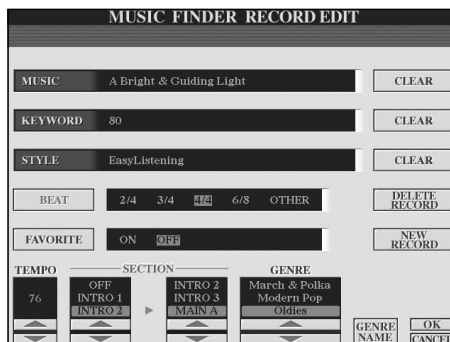 MUSIC FINDER RECORD EDIT
MUSIC A Bright & Guiding Light CLEAR
KEYWORD 80 CLEAR
STYLE EasyListening CLEAR
BEAT 2/4 3/4 4/4 6/8 OTHER DELETE RECORD
FAVORITE ON OFF NEW RECORD
TEMPO SECTION GENRE
OFF INTRO 2 March & Polka
76 INTRO 1 INTRO 3 Modern Pop
INTRO 2 MAIN A Oldies
GENRE NAME OK
CANCEL